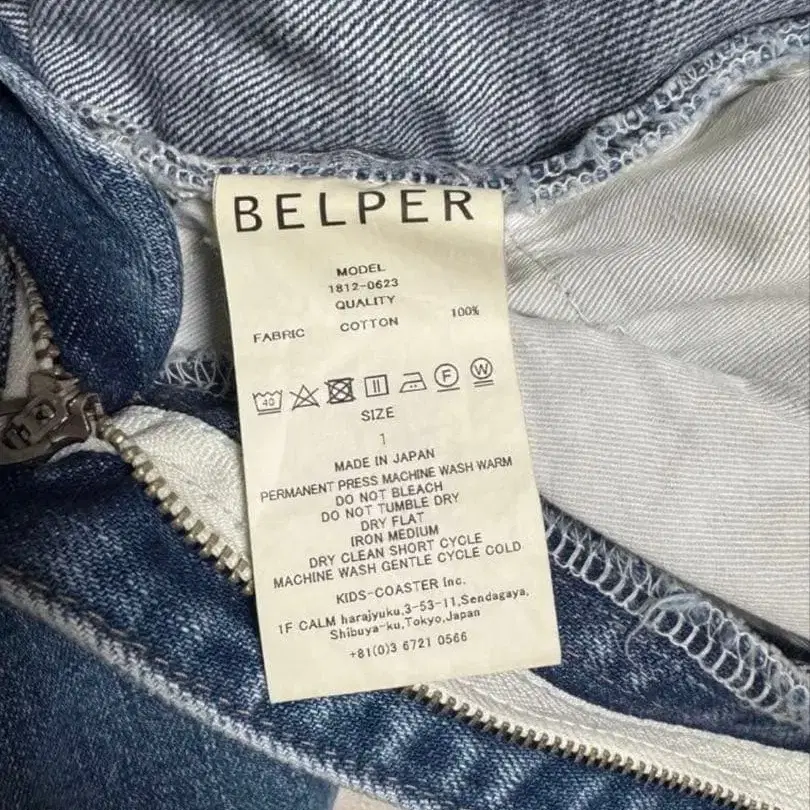 BELPER
MODEL
1812-0623
QUALITY
FABRIC COTTON 100%
40 F W
SIZE
1
MADE IN JAPAN
PERMANENT PRESS MACHINE WASH WARM
DO NOT BLEACH
DO NOT TUMBLE DRY
DRY FLAT
IRON MEDIUM
DRY CLEAN SHORT CYCLE
MACHINE WASH GENTLE CYCLE COLD
KIDS-COASTER Inc.
1F CALM harajyuku,3-53-11,Sendagaya,
Shibuya-ku,Tokyo,Japan
+81(0)3 6721 0566